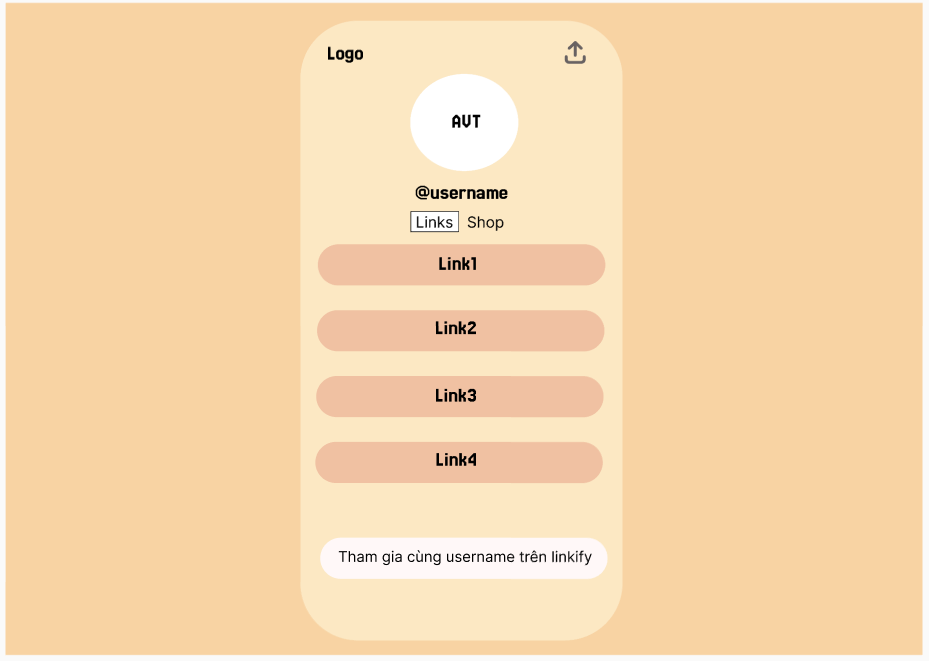 Logo
AVT
@username
Links Shop
Link1
Link2
Link3
Link4
Tham gia cùng username trên linkify